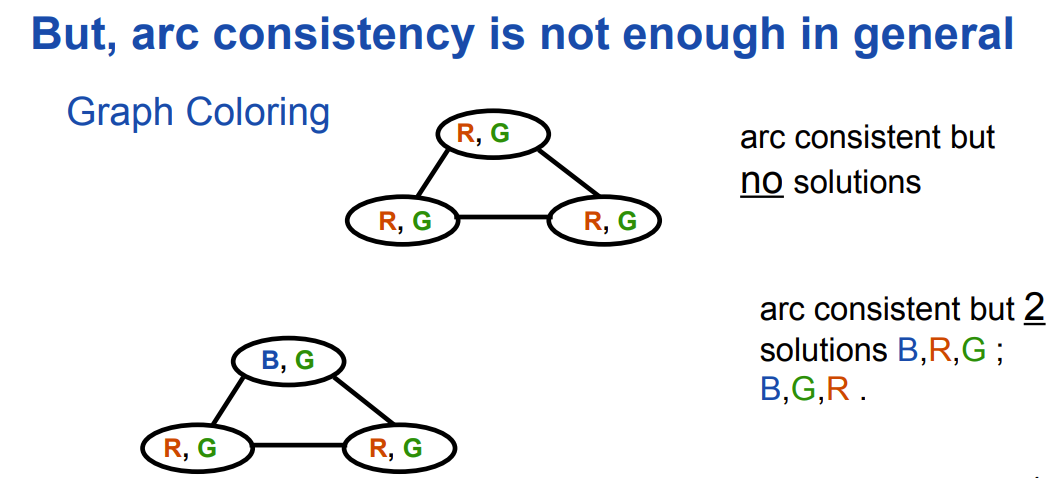 But, arc consistency is not enough in general
Graph Coloring
R, G
R, G
R, G
arc consistent but
no solutions
B, G
R, G
R, G
arc consistent but 2
solutions B,R,G ;
B,G,R .